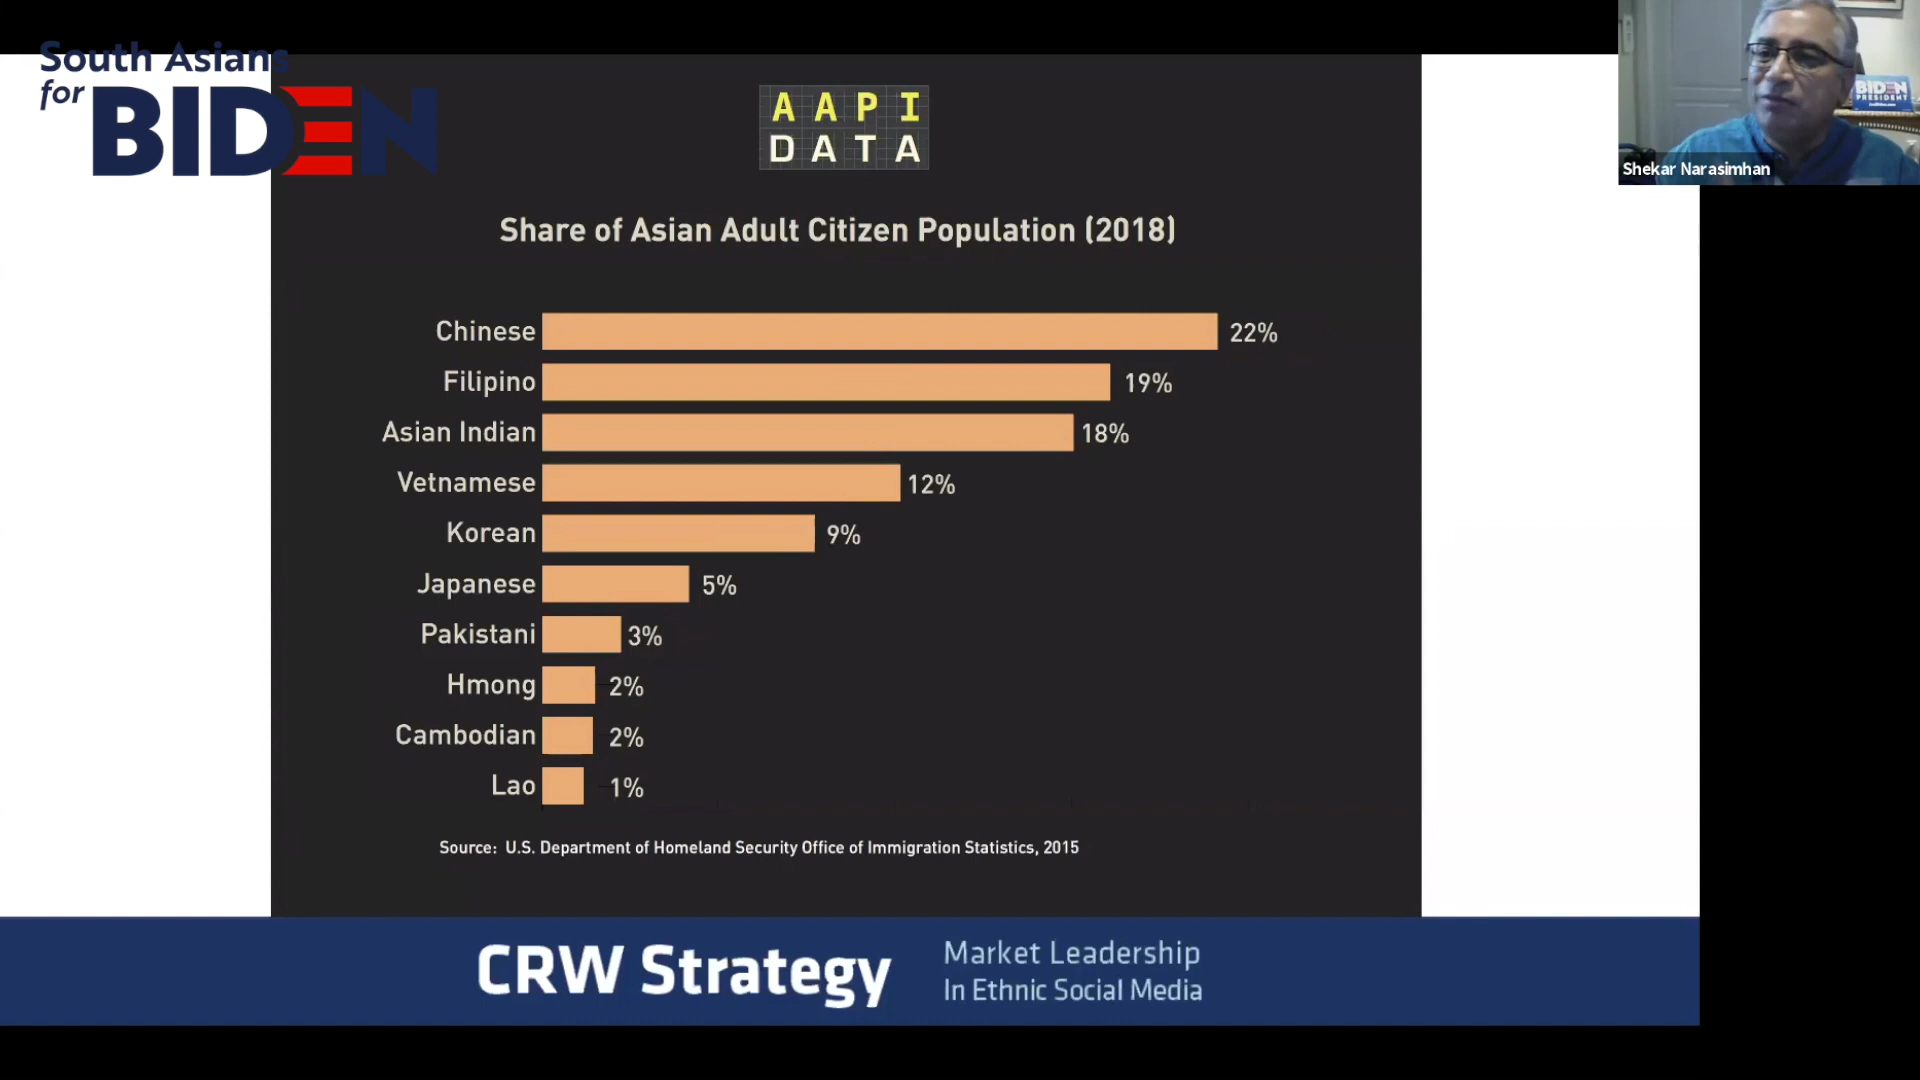 South Asians
for
BIDEN
AAPI
DATA
BIDEN
PRESIDENT
Shekar Narasimhan
Share of Asian Adult Citizen Population (2018)
Chinese 22%
Filipino 19%
Asian Indian 18%
Vetnamese 12%
Korean 9%
Japanese 5%
Pakistani 3%
Hmong 2%
Cambodian 2%
Lao 1%
Source: U.S. Department of Homeland Security Office of Immigration Statistics, 2015
CRW Strategy
Market Leadership
In Ethnic Social Media